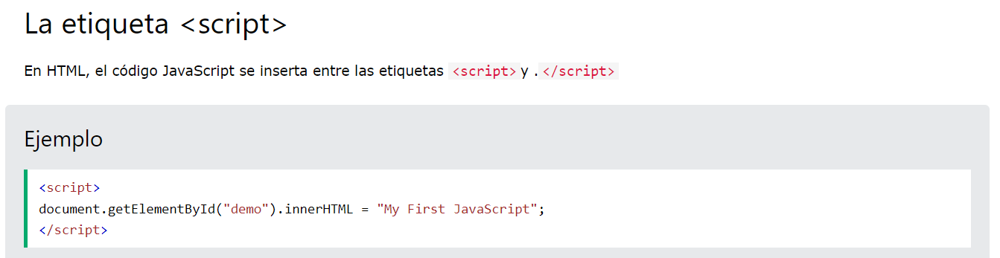 La etiqueta <script>
En HTML, el código JavaScript se inserta entre las etiquetas <script> y .</script>
Ejemplo
<script>
document.getElementById("demo").innerHTML = "My First JavaScript";
</script>